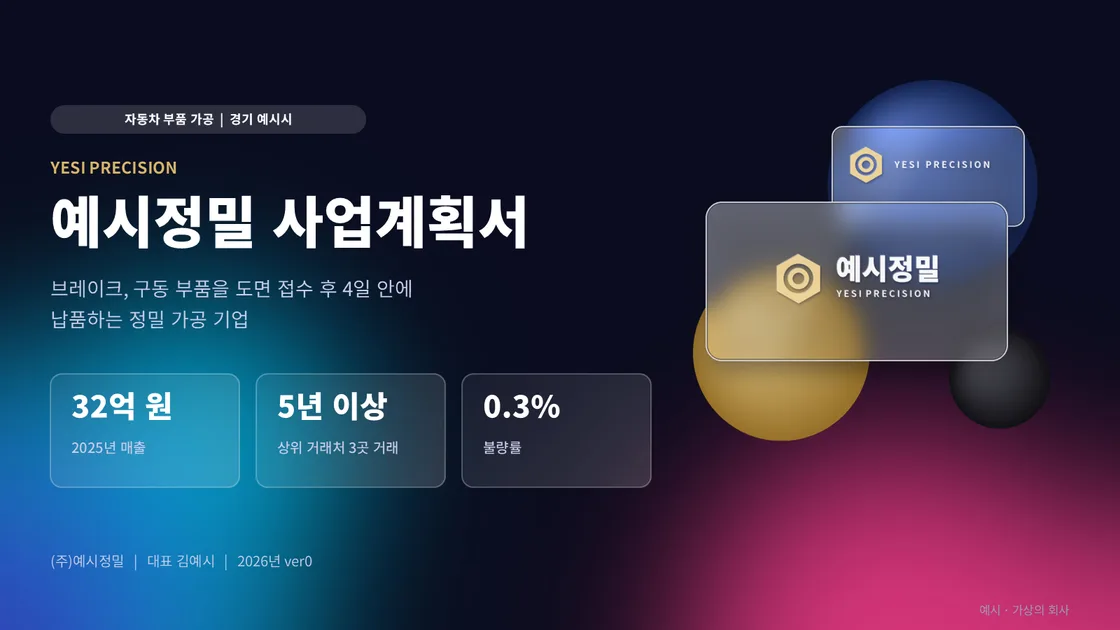 자동차 부품 가공 | 경기 예시시
YESI PRECISION
예시정밀 사업계획서
브레이크, 구동 부품을 도면 접수 후 4일 안에
납품하는 정밀 가공 기업
32억 원
2025년 매출
5년 이상
상위 거래처 3곳 거래
0.3%
불량률
(주)예시정밀 | 대표 김예시 | 2026년 ver0
YESI PRECISION
예시정밀
YESI PRECISION
예시 · 가상의 회사